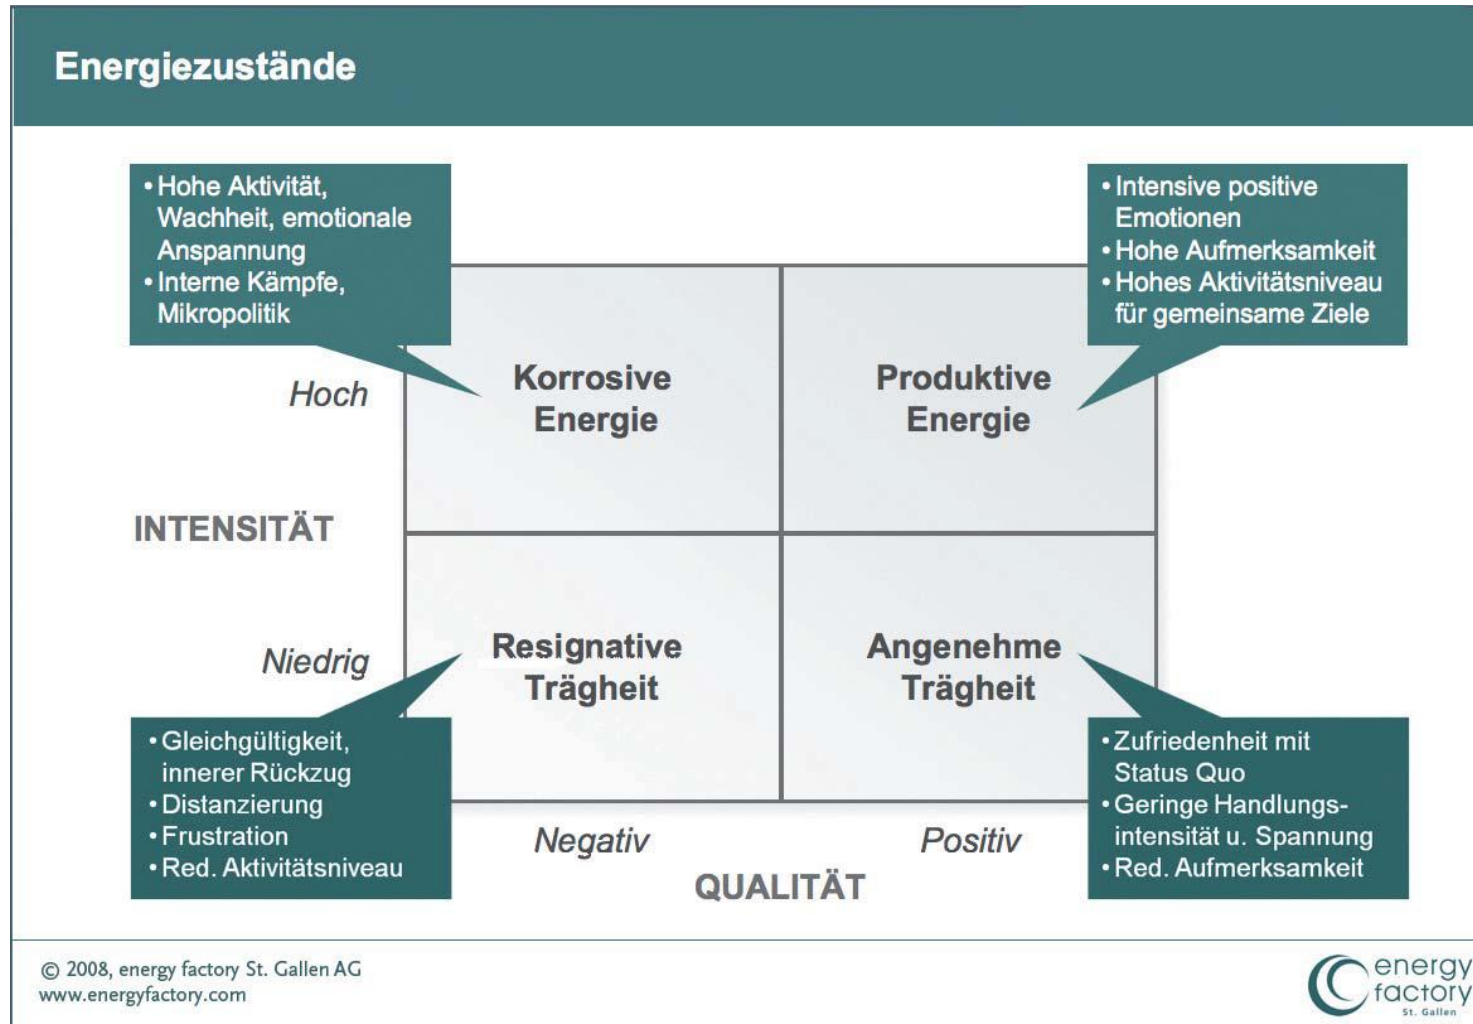 Energiezustände
• Hohe Aktivität,
Wachheit, emotionale
Anspannung
• Interne Kämpfe,
Mikropolitik
• Intensive positive
Emotionen
• Hohe Aufmerksamkeit
• Hohes Aktivitätsniveau
für gemeinsame Ziele
Hoch
Korrosive
Energie
Produktive
Energie
INTENSITÄT
Niedrig
Resignative
Trägheit
Angenehme
Trägheit
• Gleichgültigkeit,
innerer Rückzug
• Distanzierung
• Frustration
• Red. Aktivitätsniveau
• Zufriedenheit mit
Status Quo
• Geringe Handlungs-
intensität u. Spannung
• Red. Aufmerksamkeit
Negativ
Positiv
QUALITÄT
© 2008, energy factory St. Gallen AG
www.energyfactory.com
energy
factory
St. Gallen